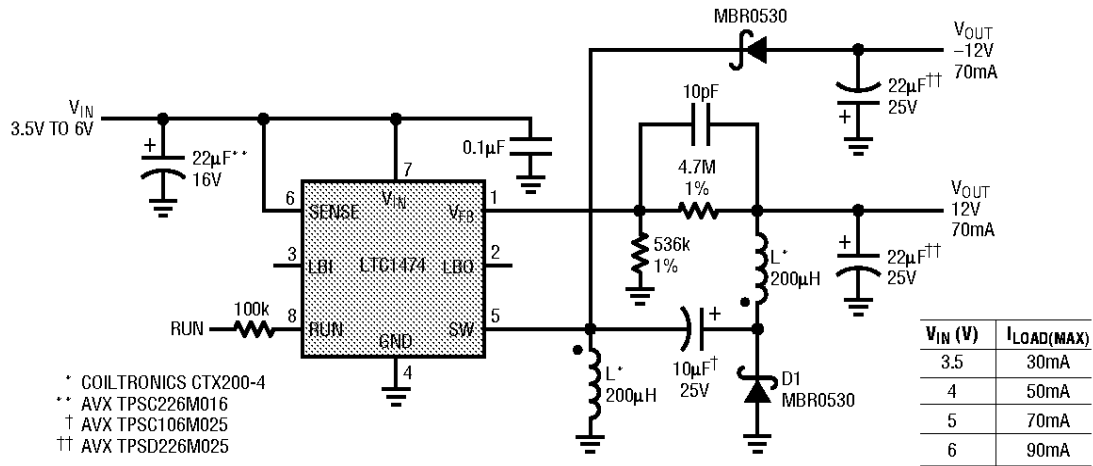 MBR0530
V_OUT
–12V
70mA
22µF††
25V
+
10pF
V_IN
3.5V TO 6V
+
22µF**
16V
0.1µF
4.7M
1%
7
V_IN
6
SENSE
V_FB
1
V_OUT
12V
70mA
536k
1%
+
22µF††
25V
3
LBI
LTC1474
LBO
2
L*
200µH
RUN
100k
8
RUN
SW
5
GND
4
L*
200µH
+
10µF†
25V
D1
MBR0530
* COILTRONICS CTX200-4
** AVX TPSC226M016
† AVX TPSC106M025
†† AVX TPSD226M025
V_IN (V) I_LOAD(MAX)
3.5 30mA
4 50mA
5 70mA
6 90mA